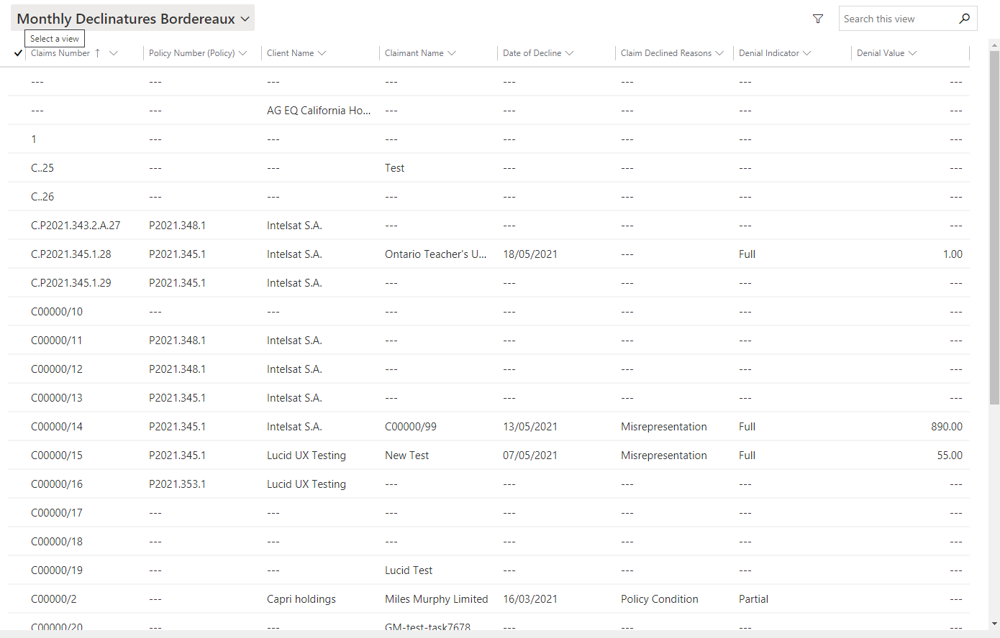 Monthly Declinatures Bordereaux
Search this view
Select a view
Claims Number ↑ Policy Number (Policy) Client Name Claimant Name Date of Decline Claim Declined Reasons Denial Indicator Denial Value
--- --- --- --- --- --- --- ---
--- --- AG EQ California Ho... --- --- --- --- ---
1 --- --- --- --- --- --- ---
C..25 --- --- Test --- --- --- ---
C..26 --- --- --- --- --- --- ---
C.P2021.343.2.A.27 P2021.348.1 Intelsat S.A. --- --- --- --- ---
C.P2021.345.1.28 P2021.345.1 Intelsat S.A. Ontario Teacher's U... 18/05/2021 --- Full 1.00
C.P2021.345.1.29 P2021.345.1 Intelsat S.A. --- --- --- --- ---
C00000/10 --- --- --- --- --- --- ---
C00000/11 P2021.348.1 Intelsat S.A. --- --- --- --- ---
C00000/12 P2021.348.1 Intelsat S.A. --- --- --- --- ---
C00000/13 P2021.345.1 Intelsat S.A. --- --- --- --- ---
C00000/14 P2021.345.1 Intelsat S.A. C00000/99 13/05/2021 Misrepresentation Full 890.00
C00000/15 P2021.345.1 Lucid UX Testing New Test 07/05/2021 Misrepresentation Full 55.00
C00000/16 P2021.353.1 Lucid UX Testing --- --- --- --- ---
C00000/17 --- --- --- --- --- --- ---
C00000/18 --- --- --- --- --- --- ---
C00000/19 --- --- Lucid Test --- --- --- ---
C00000/2 --- Capri holdings Miles Murphy Limited 16/03/2021 Policy Condition Partial ---
C00000/20 --- --- GM-test-task7678 --- --- --- ---